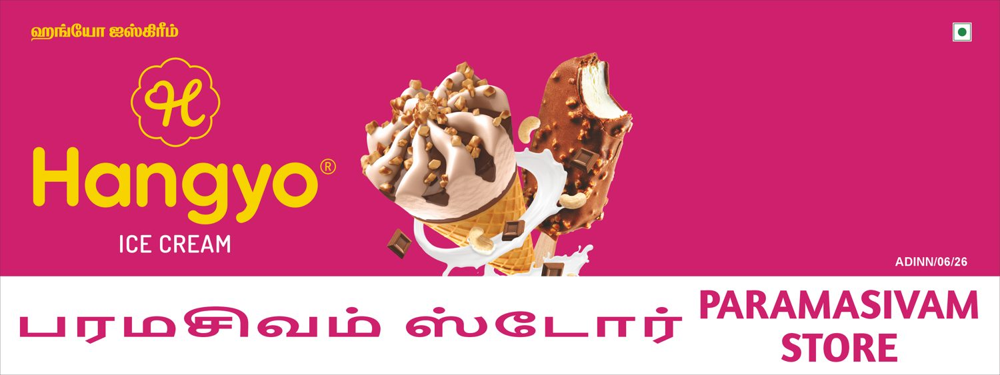 ஹங்யோ ஐஸ்கிரீம்
H
Hangyo®
ICE CREAM
ADINN/06/26
பரமசிவம் ஸ்டோர்
PARAMASIVAM
STORE